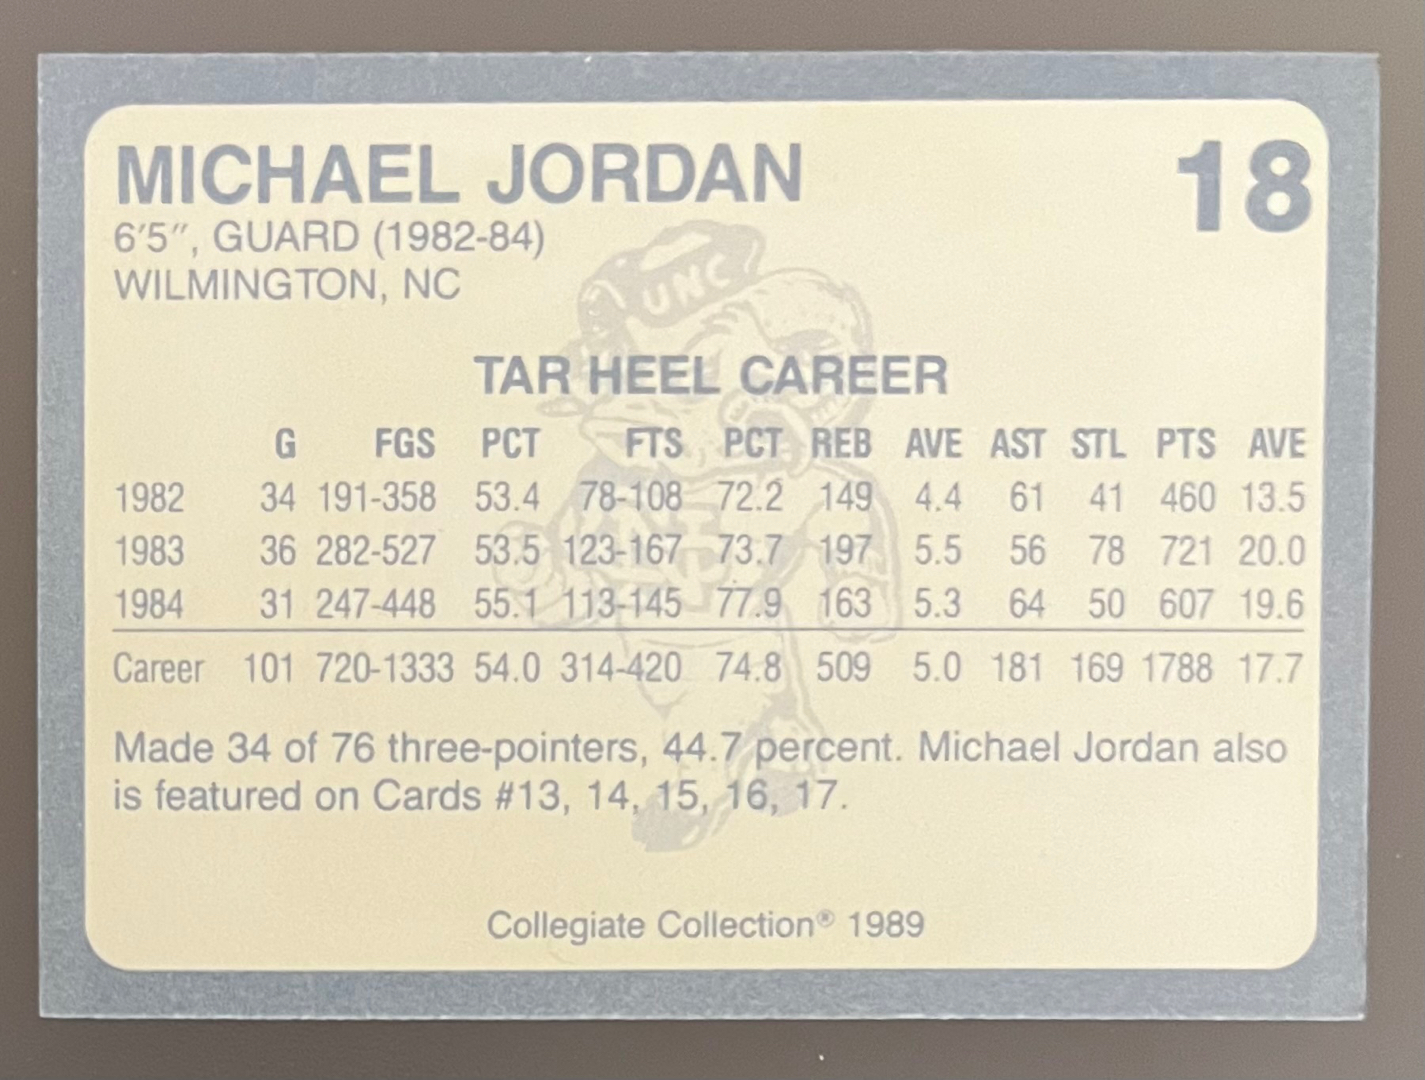 MICHAEL JORDAN 18
6'5", GUARD (1982-84)
WILMINGTON, NC
UNC
TAR HEEL CAREER
G FGS PCT FTS PCT REB AVE AST STL PTS AVE
1982 34 191-358 53.4 78-108 72.2 149 4.4 61 41 460 13.5
1983 36 282-527 53.5 123-167 73.7 197 5.5 56 78 721 20.0
1984 31 247-448 55.1 113-145 77.9 163 5.3 64 50 607 19.6
Career 101 720-1333 54.0 314-420 74.8 509 5.0 181 169 1788 17.7
Made 34 of 76 three-pointers, 44.7 percent. Michael Jordan also
is featured on Cards #13, 14, 15, 16, 17.
Collegiate Collection® 1989